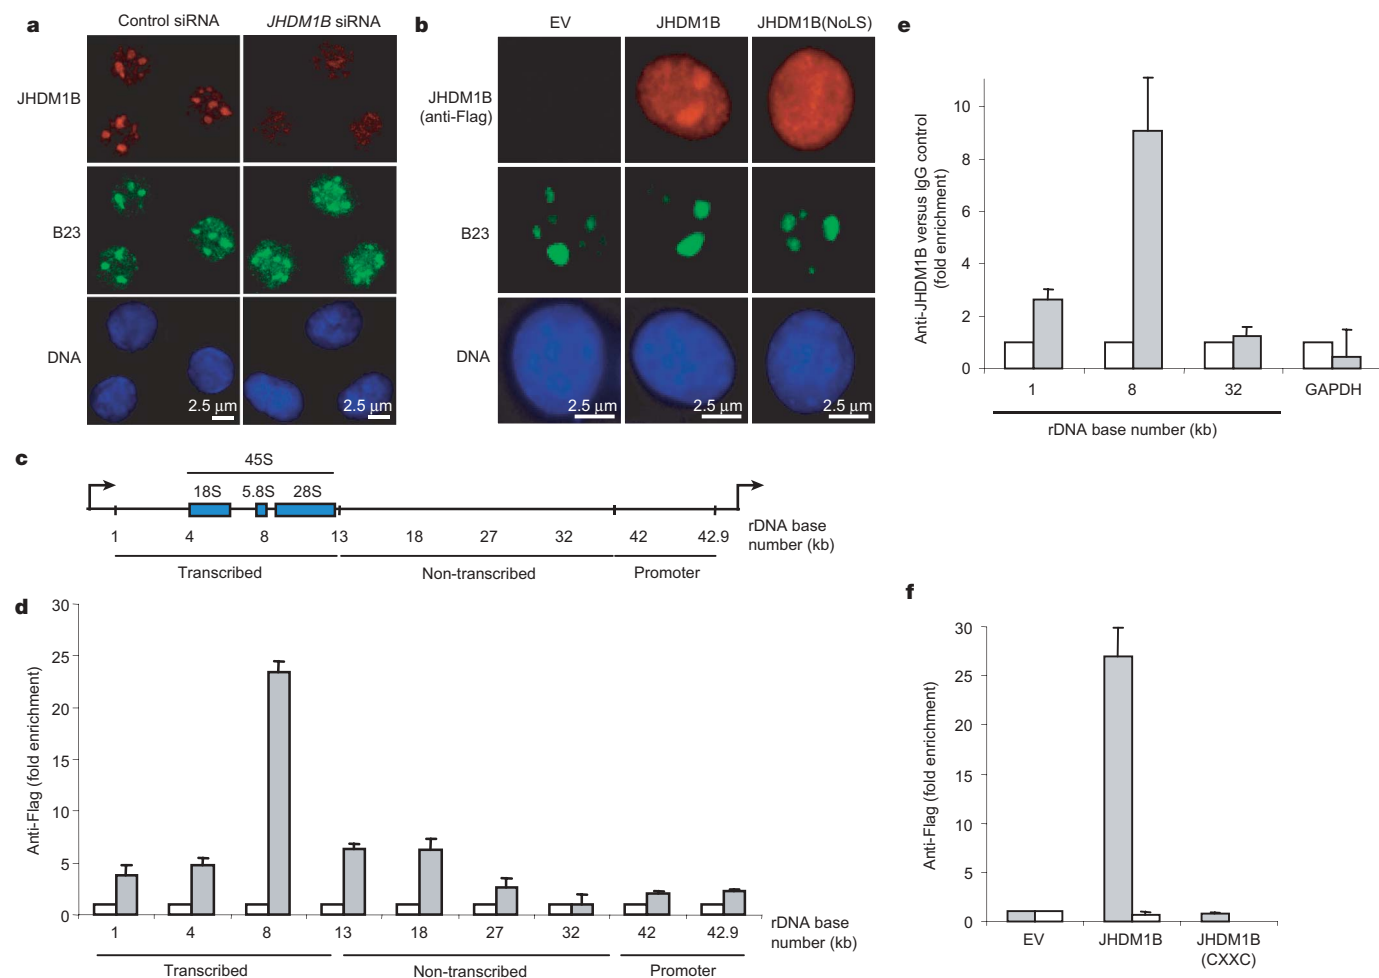 a
Control siRNA
JHDM1B siRNA
JHDM1B
B23
DNA
2.5 µm
2.5 µm
b
EV
JHDM1B
JHDM1B(NoLS)
JHDM1B
(anti-Flag)
B23
DNA
2.5 µm
2.5 µm
2.5 µm
c
45S
18S
5.8S
28S
1
4
8
13
18
27
32
42
42.9
rDNA base
number (kb)
Transcribed
Non-transcribed
Promoter
d
Anti-Flag (fold enrichment)
30
25
20
15
10
5
0
1
4
8
13
18
27
32
42
42.9
rDNA base
number (kb)
Transcribed
Non-transcribed
Promoter
e
Anti-JHDM1B versus IgG control
(fold enrichment)
10
8
6
4
2
0
1
8
32
GAPDH
rDNA base number (kb)
f
Anti-Flag (fold enrichment)
30
25
20
15
10
5
0
EV
JHDM1B
JHDM1B
(CXXC)